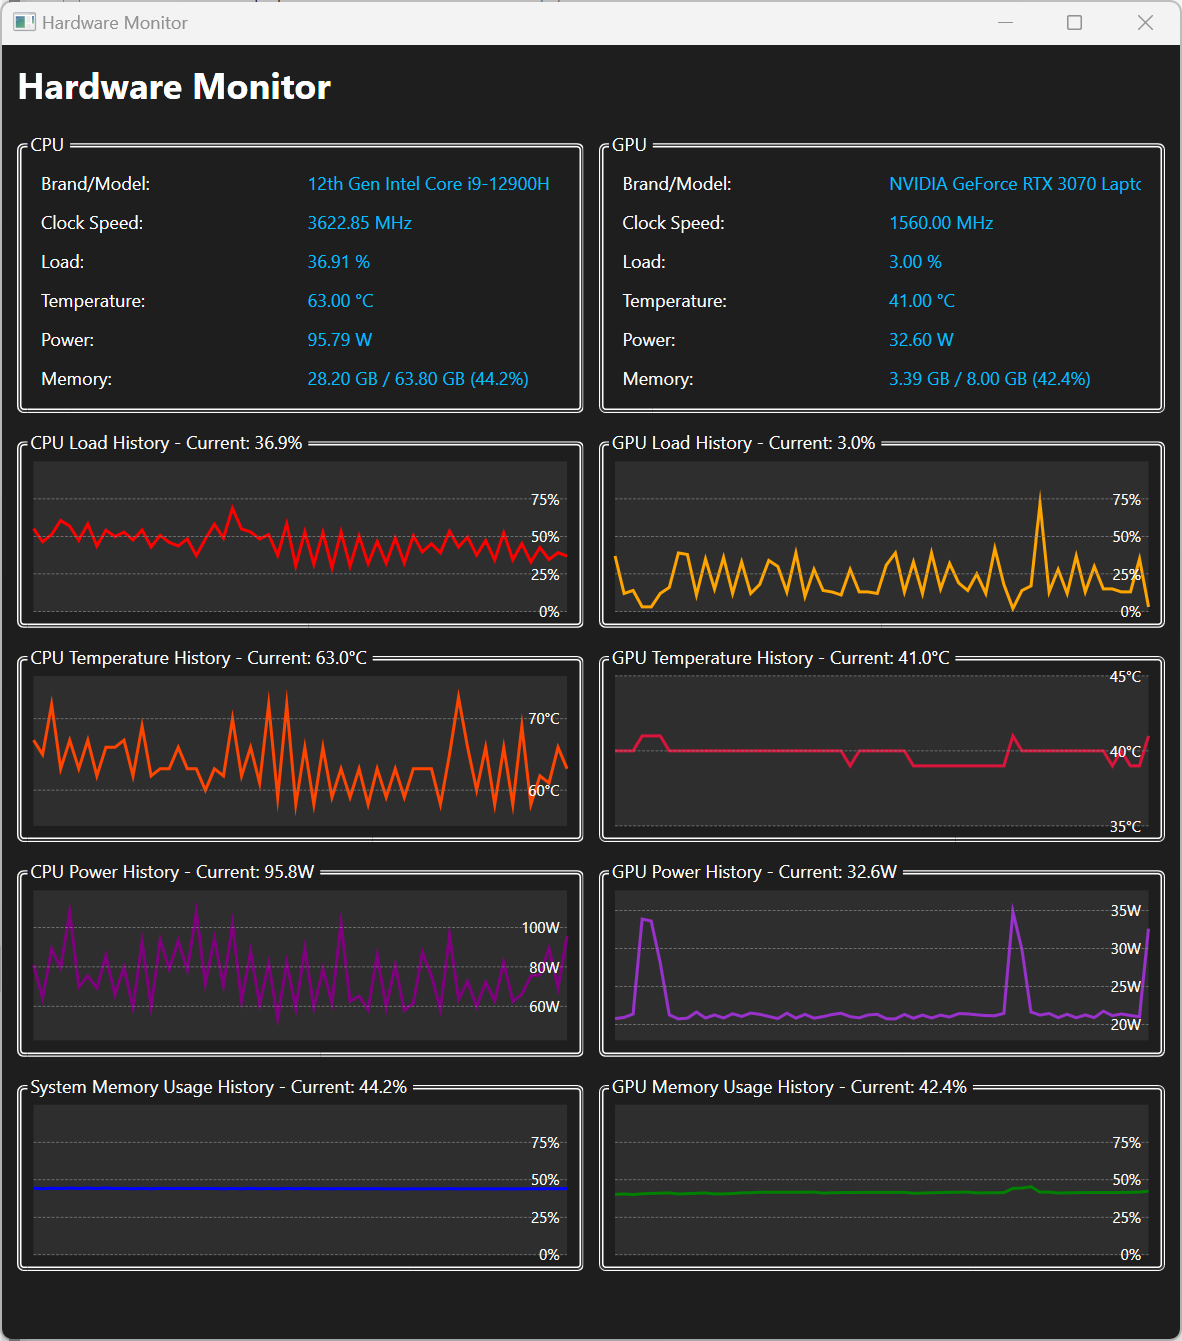 Hardware Monitor
Hardware Monitor
CPU
Brand/Model: 12th Gen Intel Core i9-12900H
Clock Speed: 3622.85 MHz
Load: 36.91 %
Temperature: 63.00 °C
Power: 95.79 W
Memory: 28.20 GB / 63.80 GB (44.2%)
GPU
Brand/Model: NVIDIA GeForce RTX 3070 Lapto
Clock Speed: 1560.00 MHz
Load: 3.00 %
Temperature: 41.00 °C
Power: 32.60 W
Memory: 3.39 GB / 8.00 GB (42.4%)
CPU Load History - Current: 36.9%
75%
50%
25%
0%
GPU Load History - Current: 3.0%
75%
50%
25%
0%
CPU Temperature History - Current: 63.0°C
70°C
60°C
GPU Temperature History - Current: 41.0°C
45°C
40°C
35°C
CPU Power History - Current: 95.8W
100W
80W
60W
GPU Power History - Current: 32.6W
35W
30W
25W
20W
System Memory Usage History - Current: 44.2%
75%
50%
25%
0%
GPU Memory Usage History - Current: 42.4%
75%
50%
25%
0%